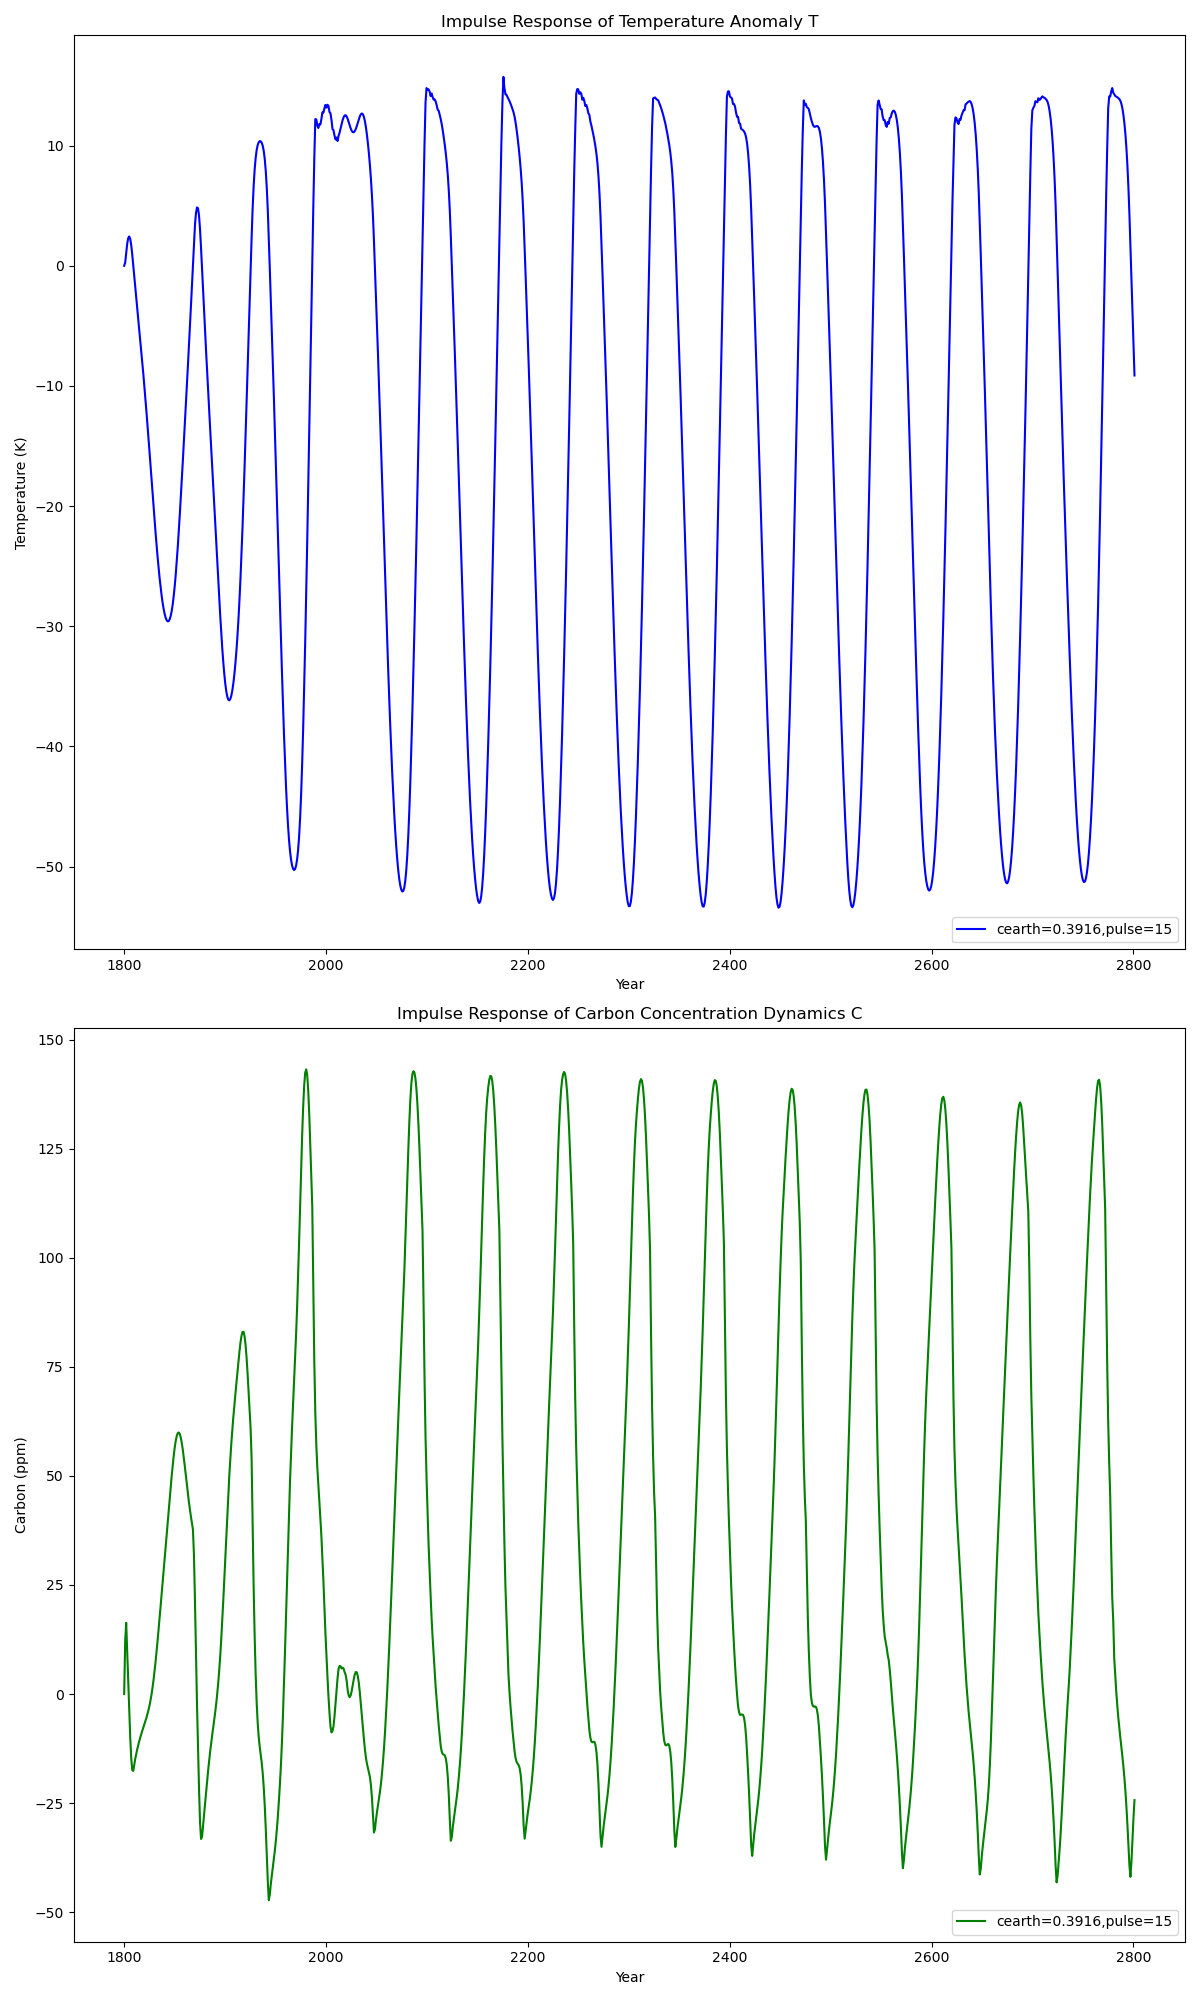 Impulse Response of Temperature Anomaly T
Temperature (K)
10
0
−10
−20
−30
−40
−50
cearth=0.3916,pulse=15
1800 2000 2200 2400 2600 2800
Year
Impulse Response of Carbon Concentration Dynamics C
Carbon (ppm)
150
125
100
75
50
25
0
−25
−50
cearth=0.3916,pulse=15
1800 2000 2200 2400 2600 2800
Year